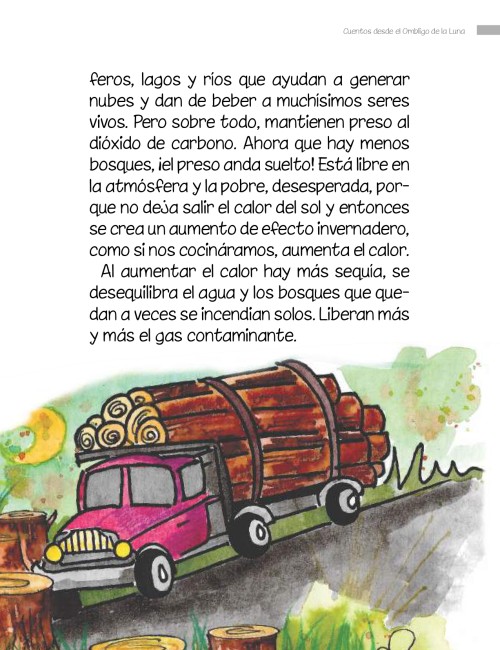 Cuentos desde el Ombligo de la Luna
feros, lagos y ríos que ayudan a generar
nubes y dan de beber a muchísimos seres
vivos. Pero sobre todo, mantienen preso al
dióxido de carbono. Ahora que hay menos
bosques, ¡el preso anda suelto! Está libre en
la atmósfera y la pobre, desesperada, por-
que no deja salir el calor del sol y entonces
se crea un aumento de efecto invernadero,
como si nos cocináramos, aumenta el calor.
Al aumentar el calor hay más sequía, se
desequilibra el agua y los bosques que que-
dan a veces se incendian solos. Liberan más
y más el gas contaminante.